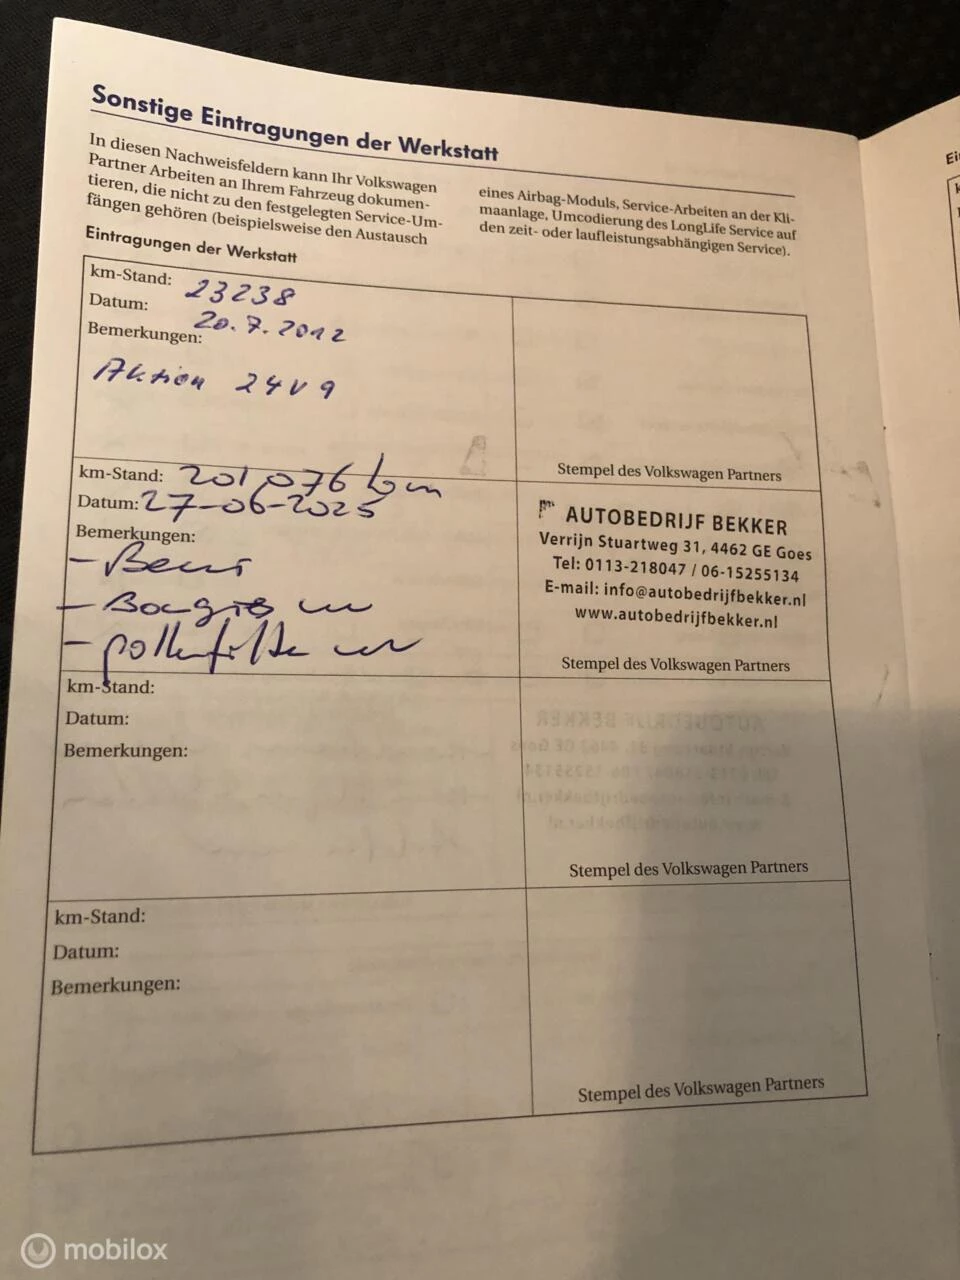 Sonstige Eintragungen der Werkstatt
In diesen Nachweisfeldern kann Ihr Volkswagen
Partner Arbeiten an Ihrem Fahrzeug dokumen-
tieren, die nicht zu den festgelegten Service-Um-
fängen gehören (beispielsweise den Austausch
eines Airbag-Moduls, Service-Arbeiten an der Kli-
maanlage, Umcodierung des LongLife Service auf
den zeit- oder laufleistungsabhängigen Service).
Eintragungen der Werkstatt
km-Stand: 23238
Datum: 20.7.2012
Bemerkungen:
Aktion 24V9
Stempel des Volkswagen Partners
km-Stand: 201076 km
Datum: 27-06-2025
Bemerkungen:
- Beurt
-
- pollenfilter
AUTOBEDRIJF BEKKER
Verrijn Stuartweg 31, 4462 GE Goes
Tel: 0113-218047 / 06-15255134
E-mail: info@autobedrijfbekker.nl
www.autobedrijfbekker.nl
Stempel des Volkswagen Partners
km-Stand:
Datum:
Bemerkungen:
Stempel des Volkswagen Partners
km-Stand:
Datum:
Bemerkungen:
Stempel des Volkswagen Partners
Ei
mobilox